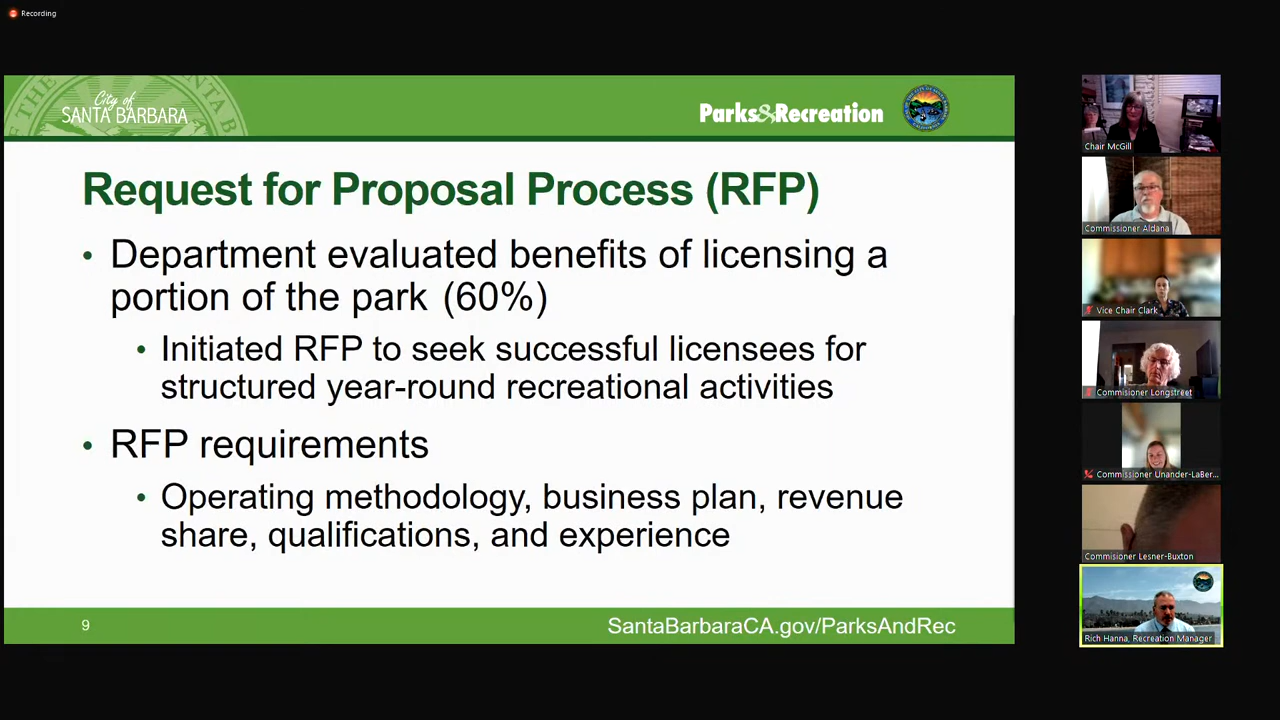 Recording
City of
SANTA BARBARA
Parks&Recreation
Request for Proposal Process (RFP)
• Department evaluated benefits of licensing a
portion of the park (60%)
• Initiated RFP to seek successful licensees for
structured year-round recreational activities
• RFP requirements
• Operating methodology, business plan, revenue
share, qualifications, and experience
9
SantaBarbaraCA.gov/ParksAndRec
Chair McGill
Commissioner Aldana
Vice Chair Clark
Commisioner Longstreet
Commissioner Unander-LaBer...
Commisioner Lesner-Buxton
Rich Hanna, Recreation Manager